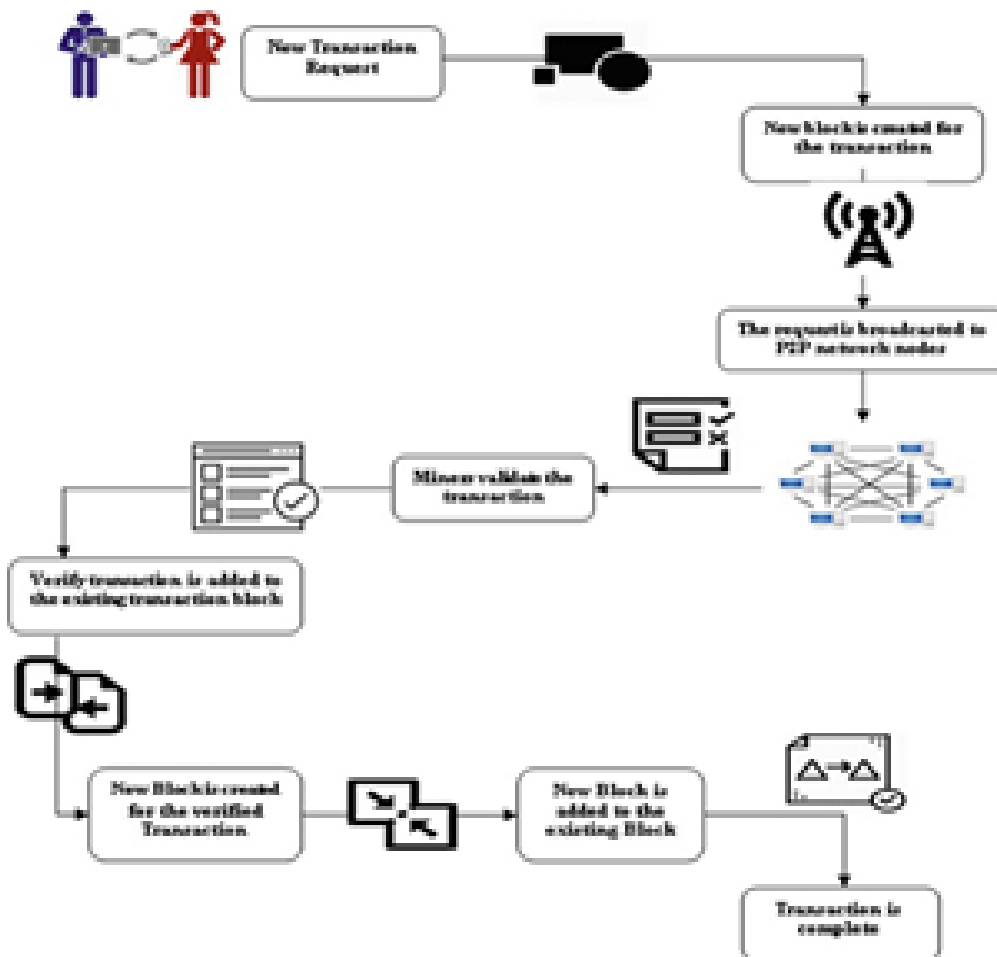 New Transaction
Request
New block is created for
the transaction
The request is broadcasted to
P2P network nodes
Miners validate the
transaction
Verify transaction is added to
the existing transaction block
New Block is created
for the verified
Transaction
New Block is
added to the
existing Block
Transaction is
complete